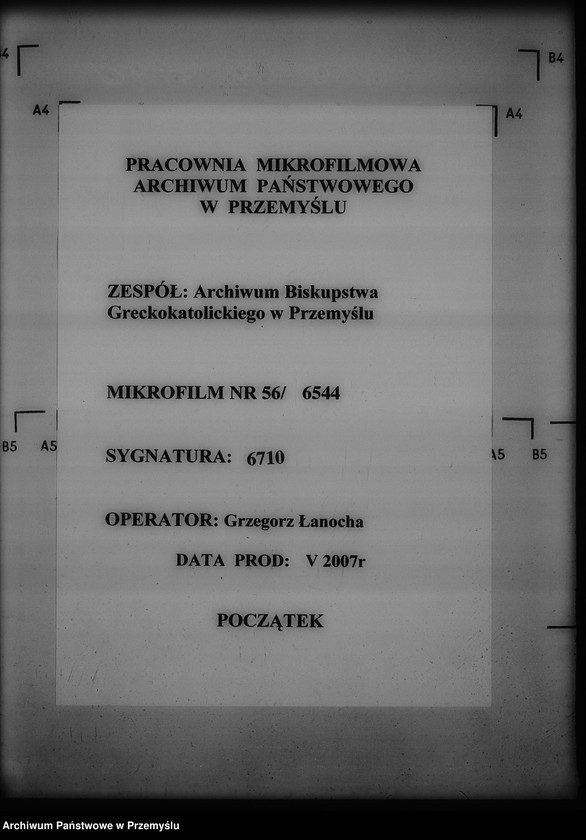 B4
A4
A4
PRACOWNIA MIKROFILMOWA
ARCHIWUM PAŃSTWOWEGO
W PRZEMYŚLU
ZESPÓŁ: Archiwum Biskupstwa
Greckokatolickiego w Przemyślu
MIKROFILM NR 56/ 6544
B5 A5
A5 B5
SYGNATURA: 6710
OPERATOR: Grzegorz Łanocha
DATA PROD: V 2007r
POCZĄTEK
Archiwum Państwowe w Przemyślu